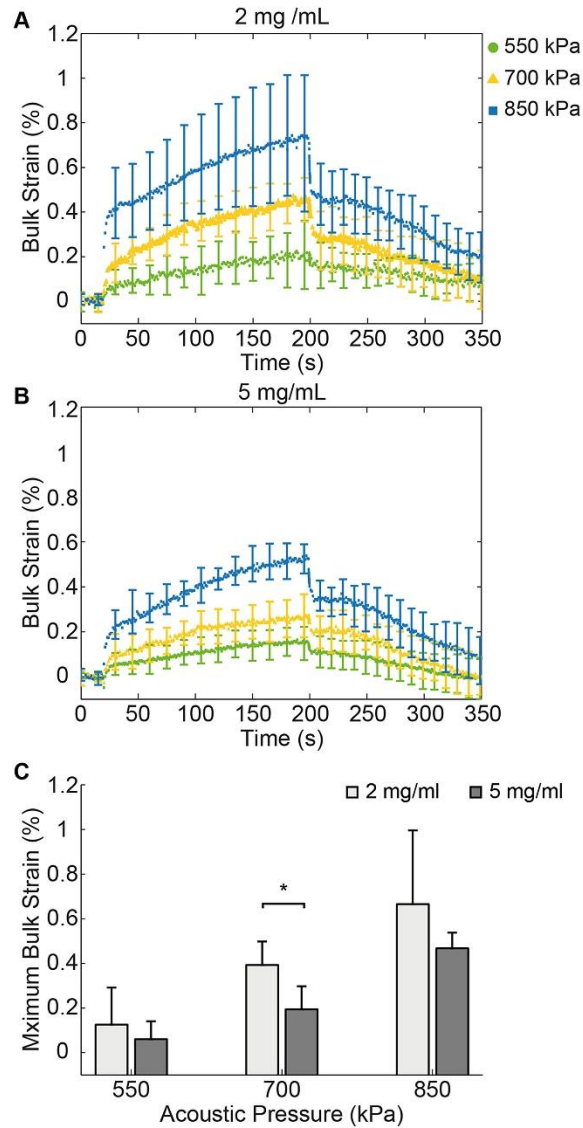 A
2 mg /mL
1.2
1
0.8
0.6
0.4
0.2
0
Bulk Strain (%)
550 kPa
700 kPa
850 kPa
0 50 100 150 200 250 300 350
Time (s)
B
5 mg/mL
1.2
1
0.8
0.6
0.4
0.2
0
Bulk Strain (%)
0 50 100 150 200 250 300 350
Time (s)
C
1.2
1
0.8
0.6
0.4
0.2
0
Mximum Bulk Strain (%)
2 mg/ml 5 mg/ml
*
550 700 850
Acoustic Pressure (kPa)